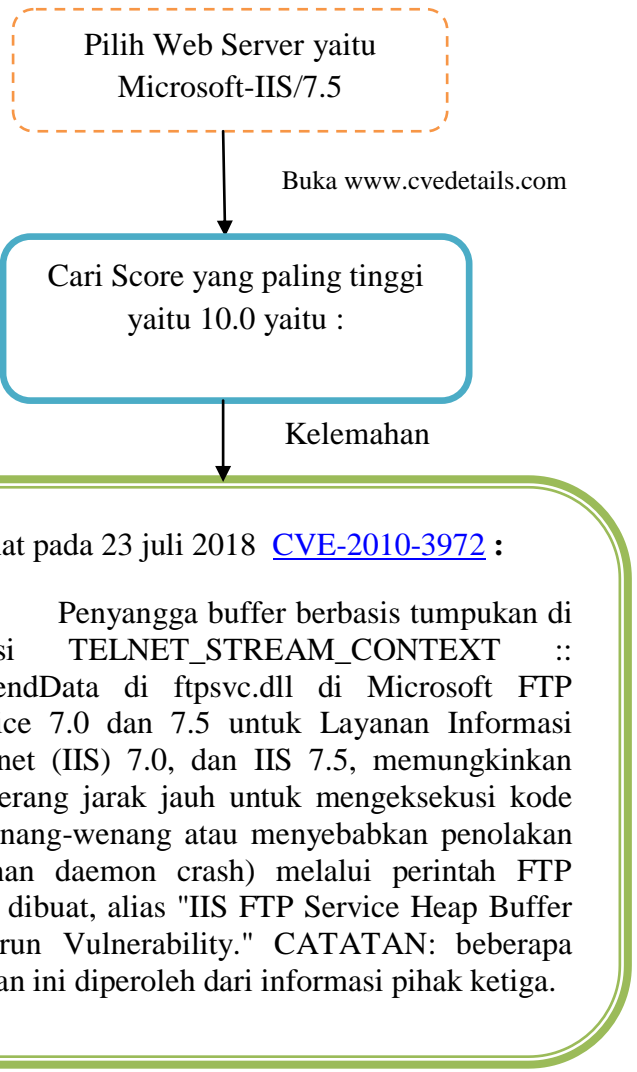 Pilih Web Server yaitu
Microsoft-IIS/7.5
Buka www.cvedetails.com
Cari Score yang paling tinggi
yaitu 10.0 yaitu :
Kelemahan
pada 23 juli 2018 CVE-2010-3972 :
Penyangga buffer berbasis tumpukan di
TELNET_STREAM_CONTEXT ::
di ftpsvc.dll di Microsoft FTP
7.0 dan 7.5 untuk Layanan Informasi
(IIS) 7.0, dan IIS 7.5, memungkinkan
jarak jauh untuk mengeksekusi kode
atau menyebabkan penolakan
daemon crash) melalui perintah FTP
dibuat, alias "IIS FTP Service Heap Buffer
Vulnerability." CATATAN: beberapa
ini diperoleh dari informasi pihak ketiga.